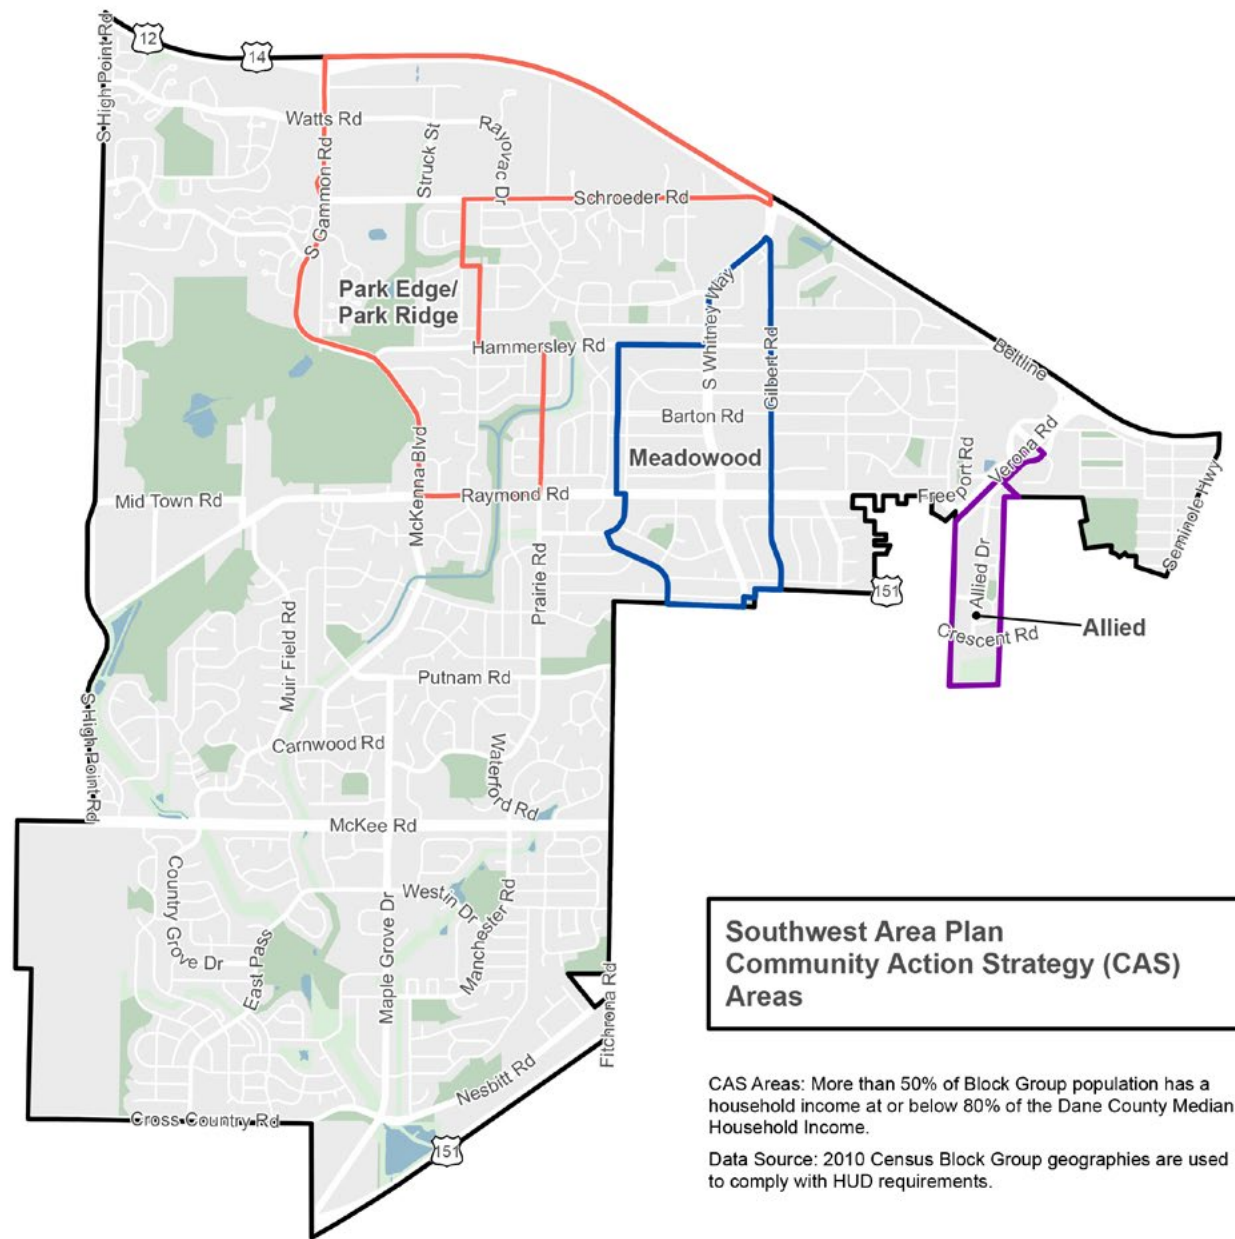 S High Point Rd
12
14
Watts Rd
S Gammon Rd
Struck St
Rayovac Dr
Schroeder Rd
Park Edge/
Park Ridge
Hammersley Rd
S Whitney Way
Gilbert Rd
Beltline
Barton Rd
Meadowood
McKenna Blvd
Mid Town Rd
Raymond Rd
Freeport Rd
Verona Rd
Seminole Hwy
Prairie Rd
Allied Dr
151
Crescent Rd
Allied
Muir Field Rd
Putnam Rd
S High Point Rd
Carnwood Rd
Waterford Rd
McKee Rd
Country Grove Dr
Westin Dr
Manchester Rd
East Pass
Maple Grove Dr
Fitchrona Rd
Nesbitt Rd
Cross Country Rd
151
Southwest Area Plan
Community Action Strategy (CAS)
Areas
CAS Areas: More than 50% of Block Group population has a
household income at or below 80% of the Dane County Median
Household Income.
Data Source: 2010 Census Block Group geographies are used
to comply with HUD requirements.